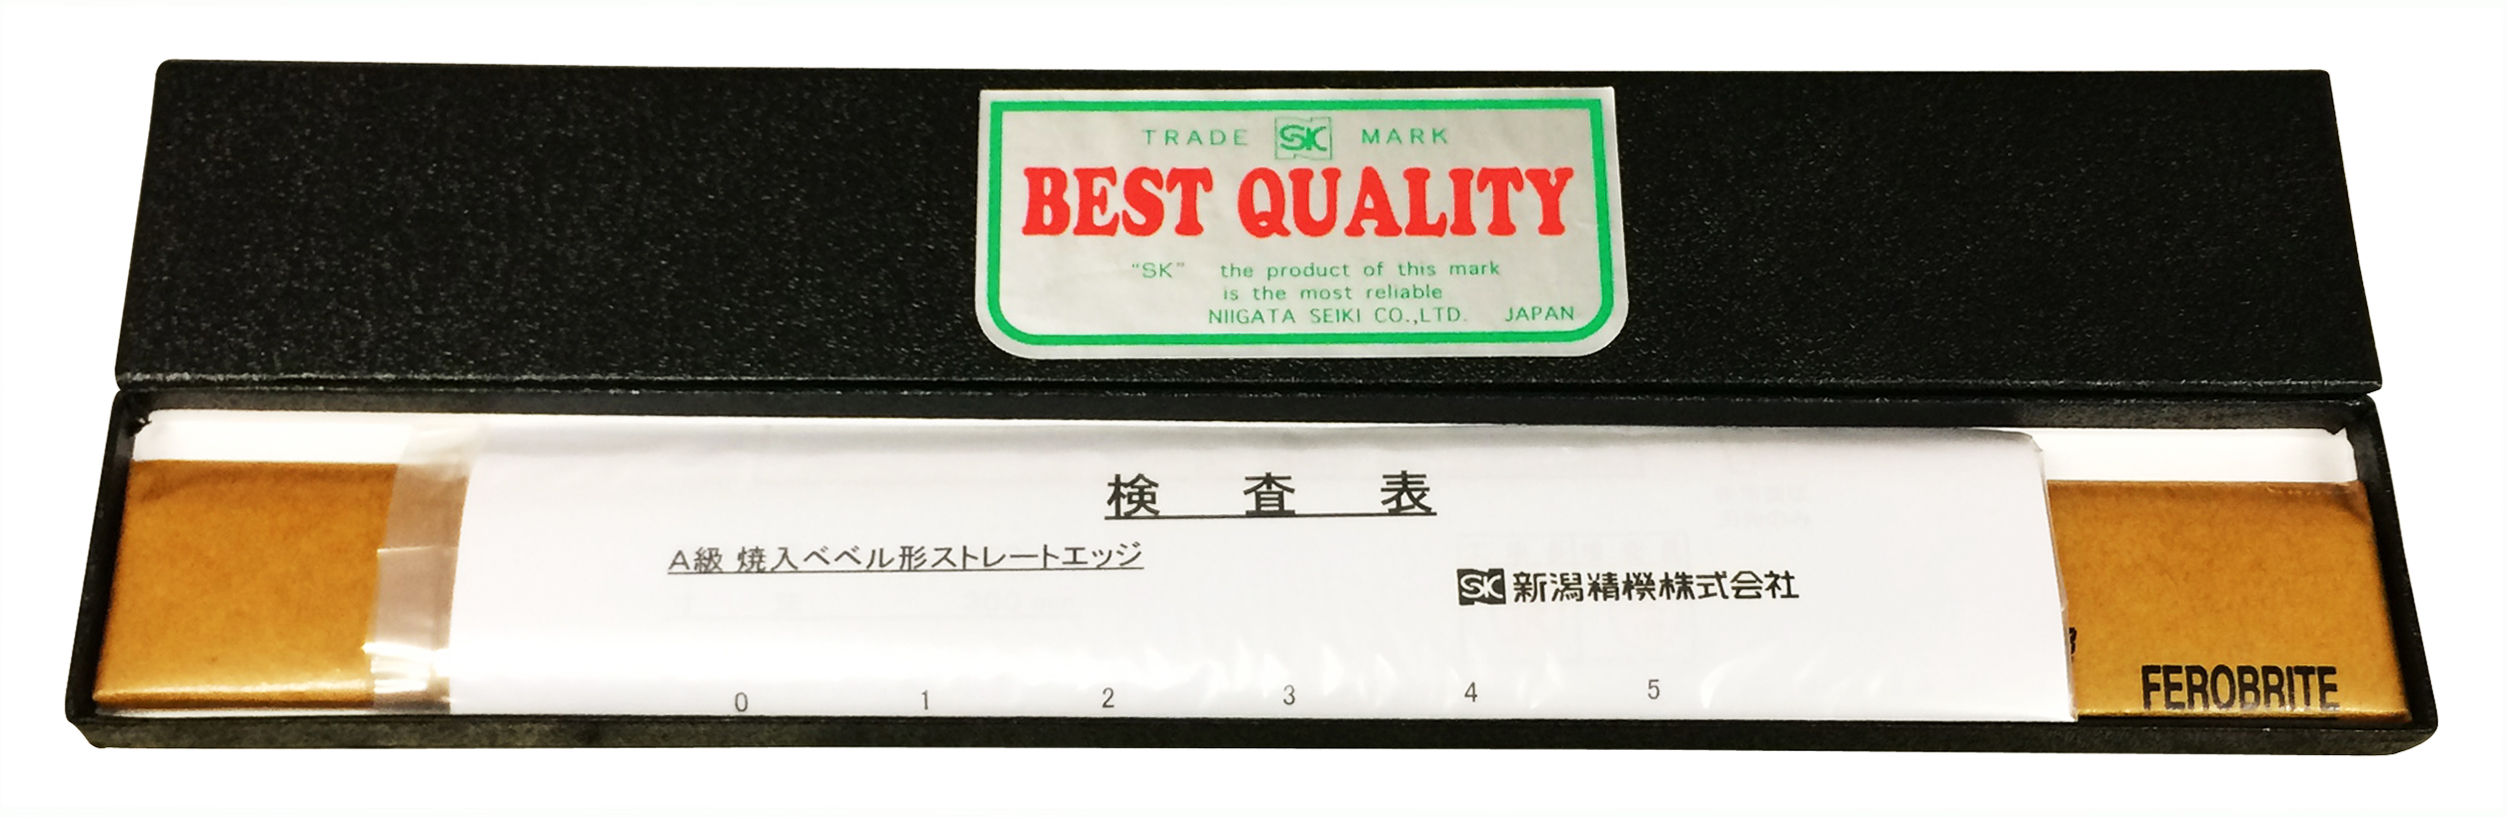 TRADE SK MARK
BEST QUALITY
"SK" the product of this mark
is the most reliable
NIIGATA SEIKI CO.,LTD. JAPAN
検 査 表
A級 焼入ベベル形ストレートエッジ
SK 新潟精機株式会社
0 1 2 3 4 5
FEROBRITE